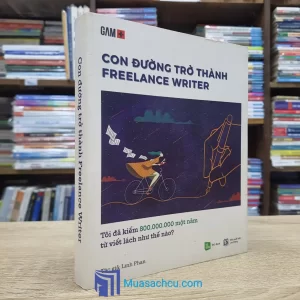 GAM
CON ĐƯỜNG TRỞ THÀNH
FREELANCE WRITER
Con đường trở thành Freelance Writer
Tôi đã kiếm 800.000.000 một năm
từ viết lách như thế nào?
Linh Phan
Muasachcu.com